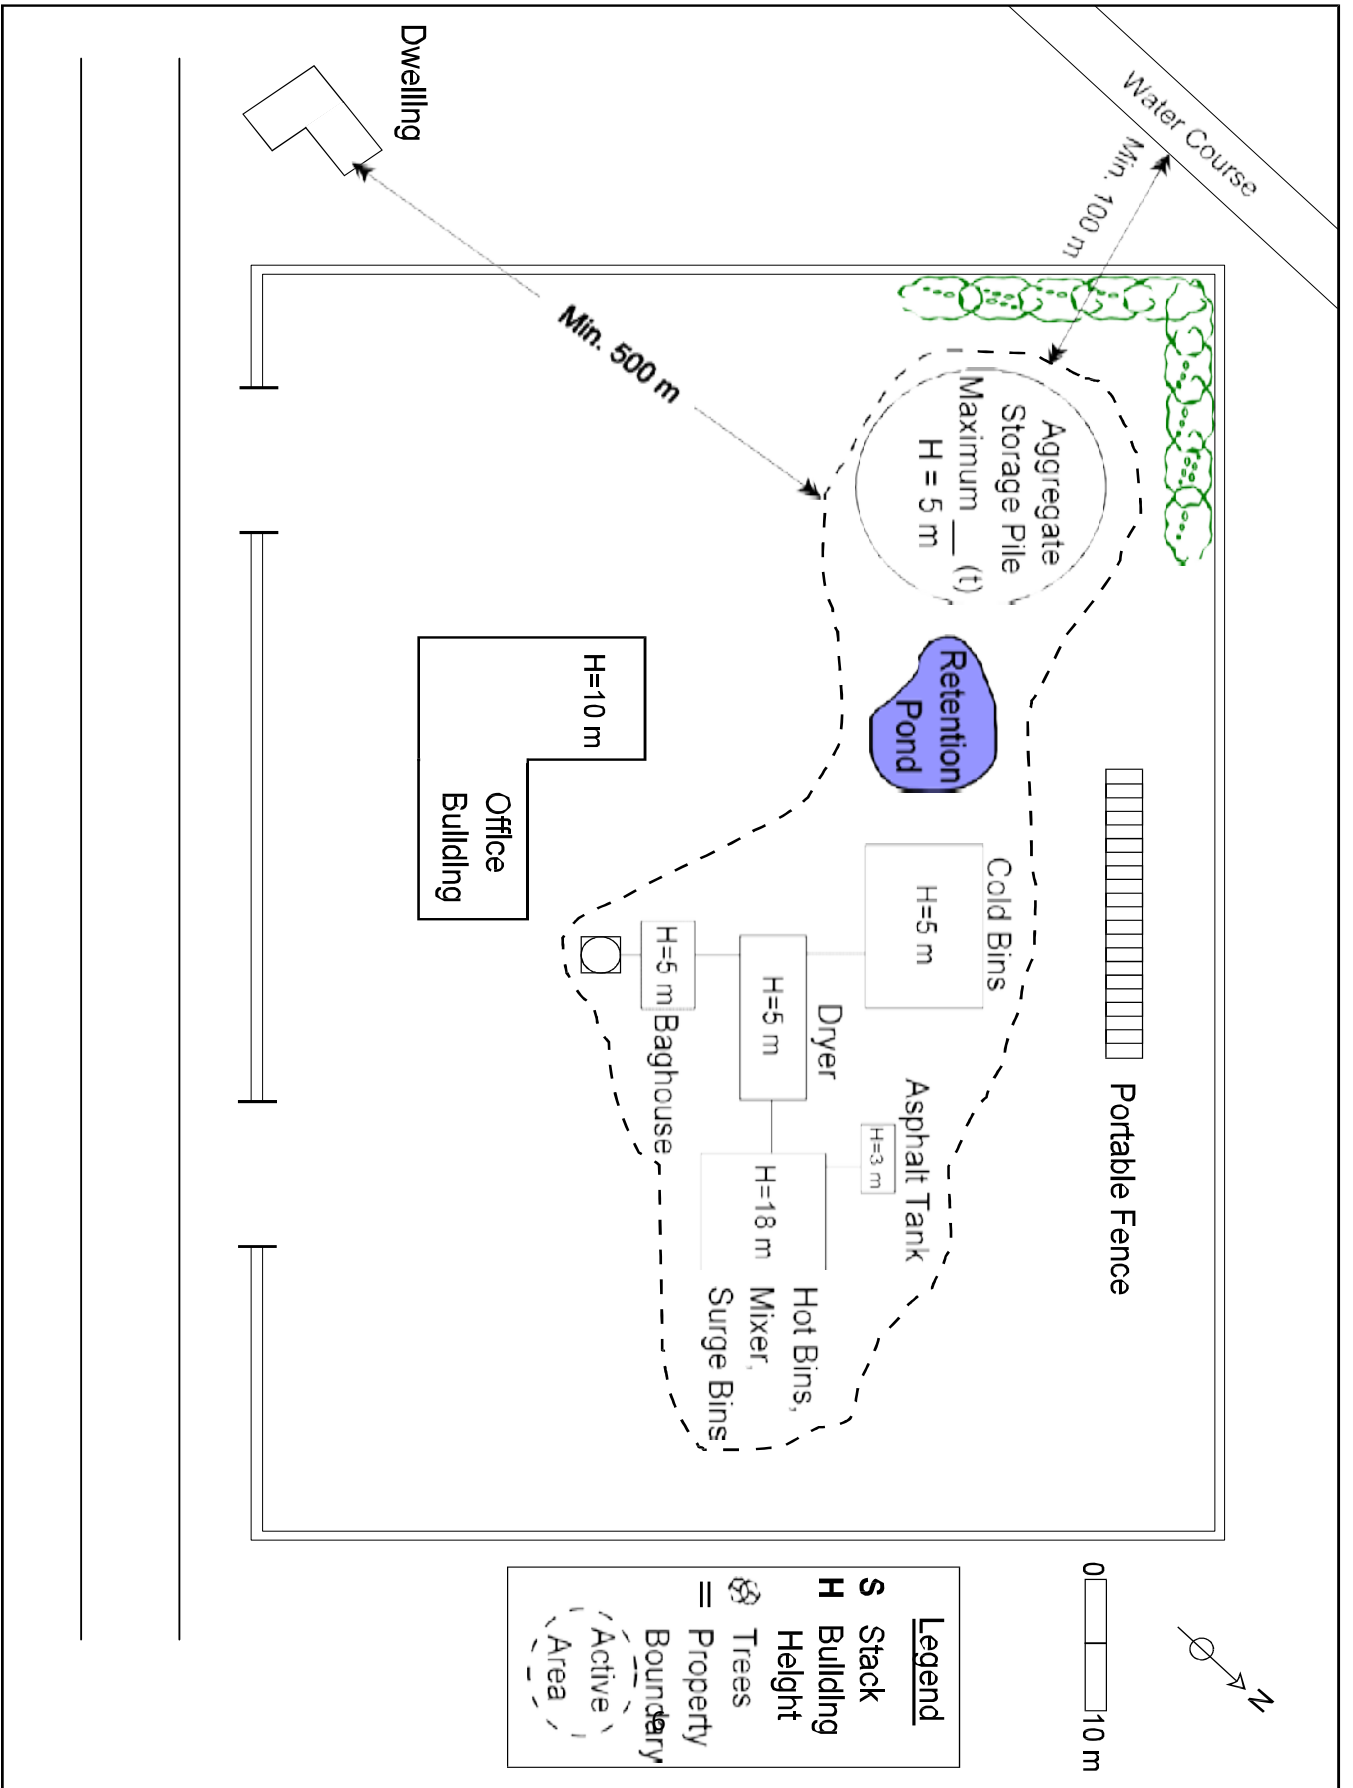 Water Course
Min. 100 m
Dwelling
Min. 500 m
Aggregate
Storage Pile
Maximum __ (t)
H = 5 m
Retention
Pond
H=10 m
Office
Building
Portable Fence
Cold Bins
H=5 m
Dryer
H=5 m
H=5 m
Baghouse
Asphalt Tank
H=3 m
H=18 m
Hot Bins,
Mixer,
Surge Bins
N
0
10 m
Legend
S Stack
H Building
Height
Trees
= Property
Boundary
Active
Area